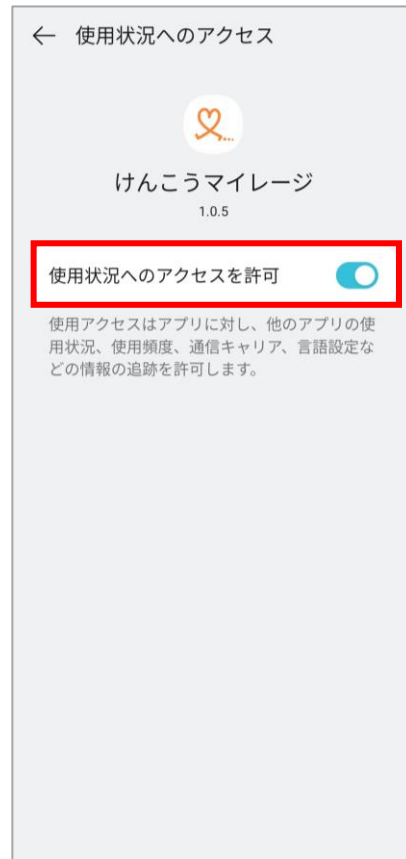 ← 使用状況へのアクセス
けんこうマイレージ
1.0.5
使用状況へのアクセスを許可
使用アクセスはアプリに対し、他のアプリの使
用状況、使用頻度、通信キャリア、言語設定な
どの情報の追跡を許可します。